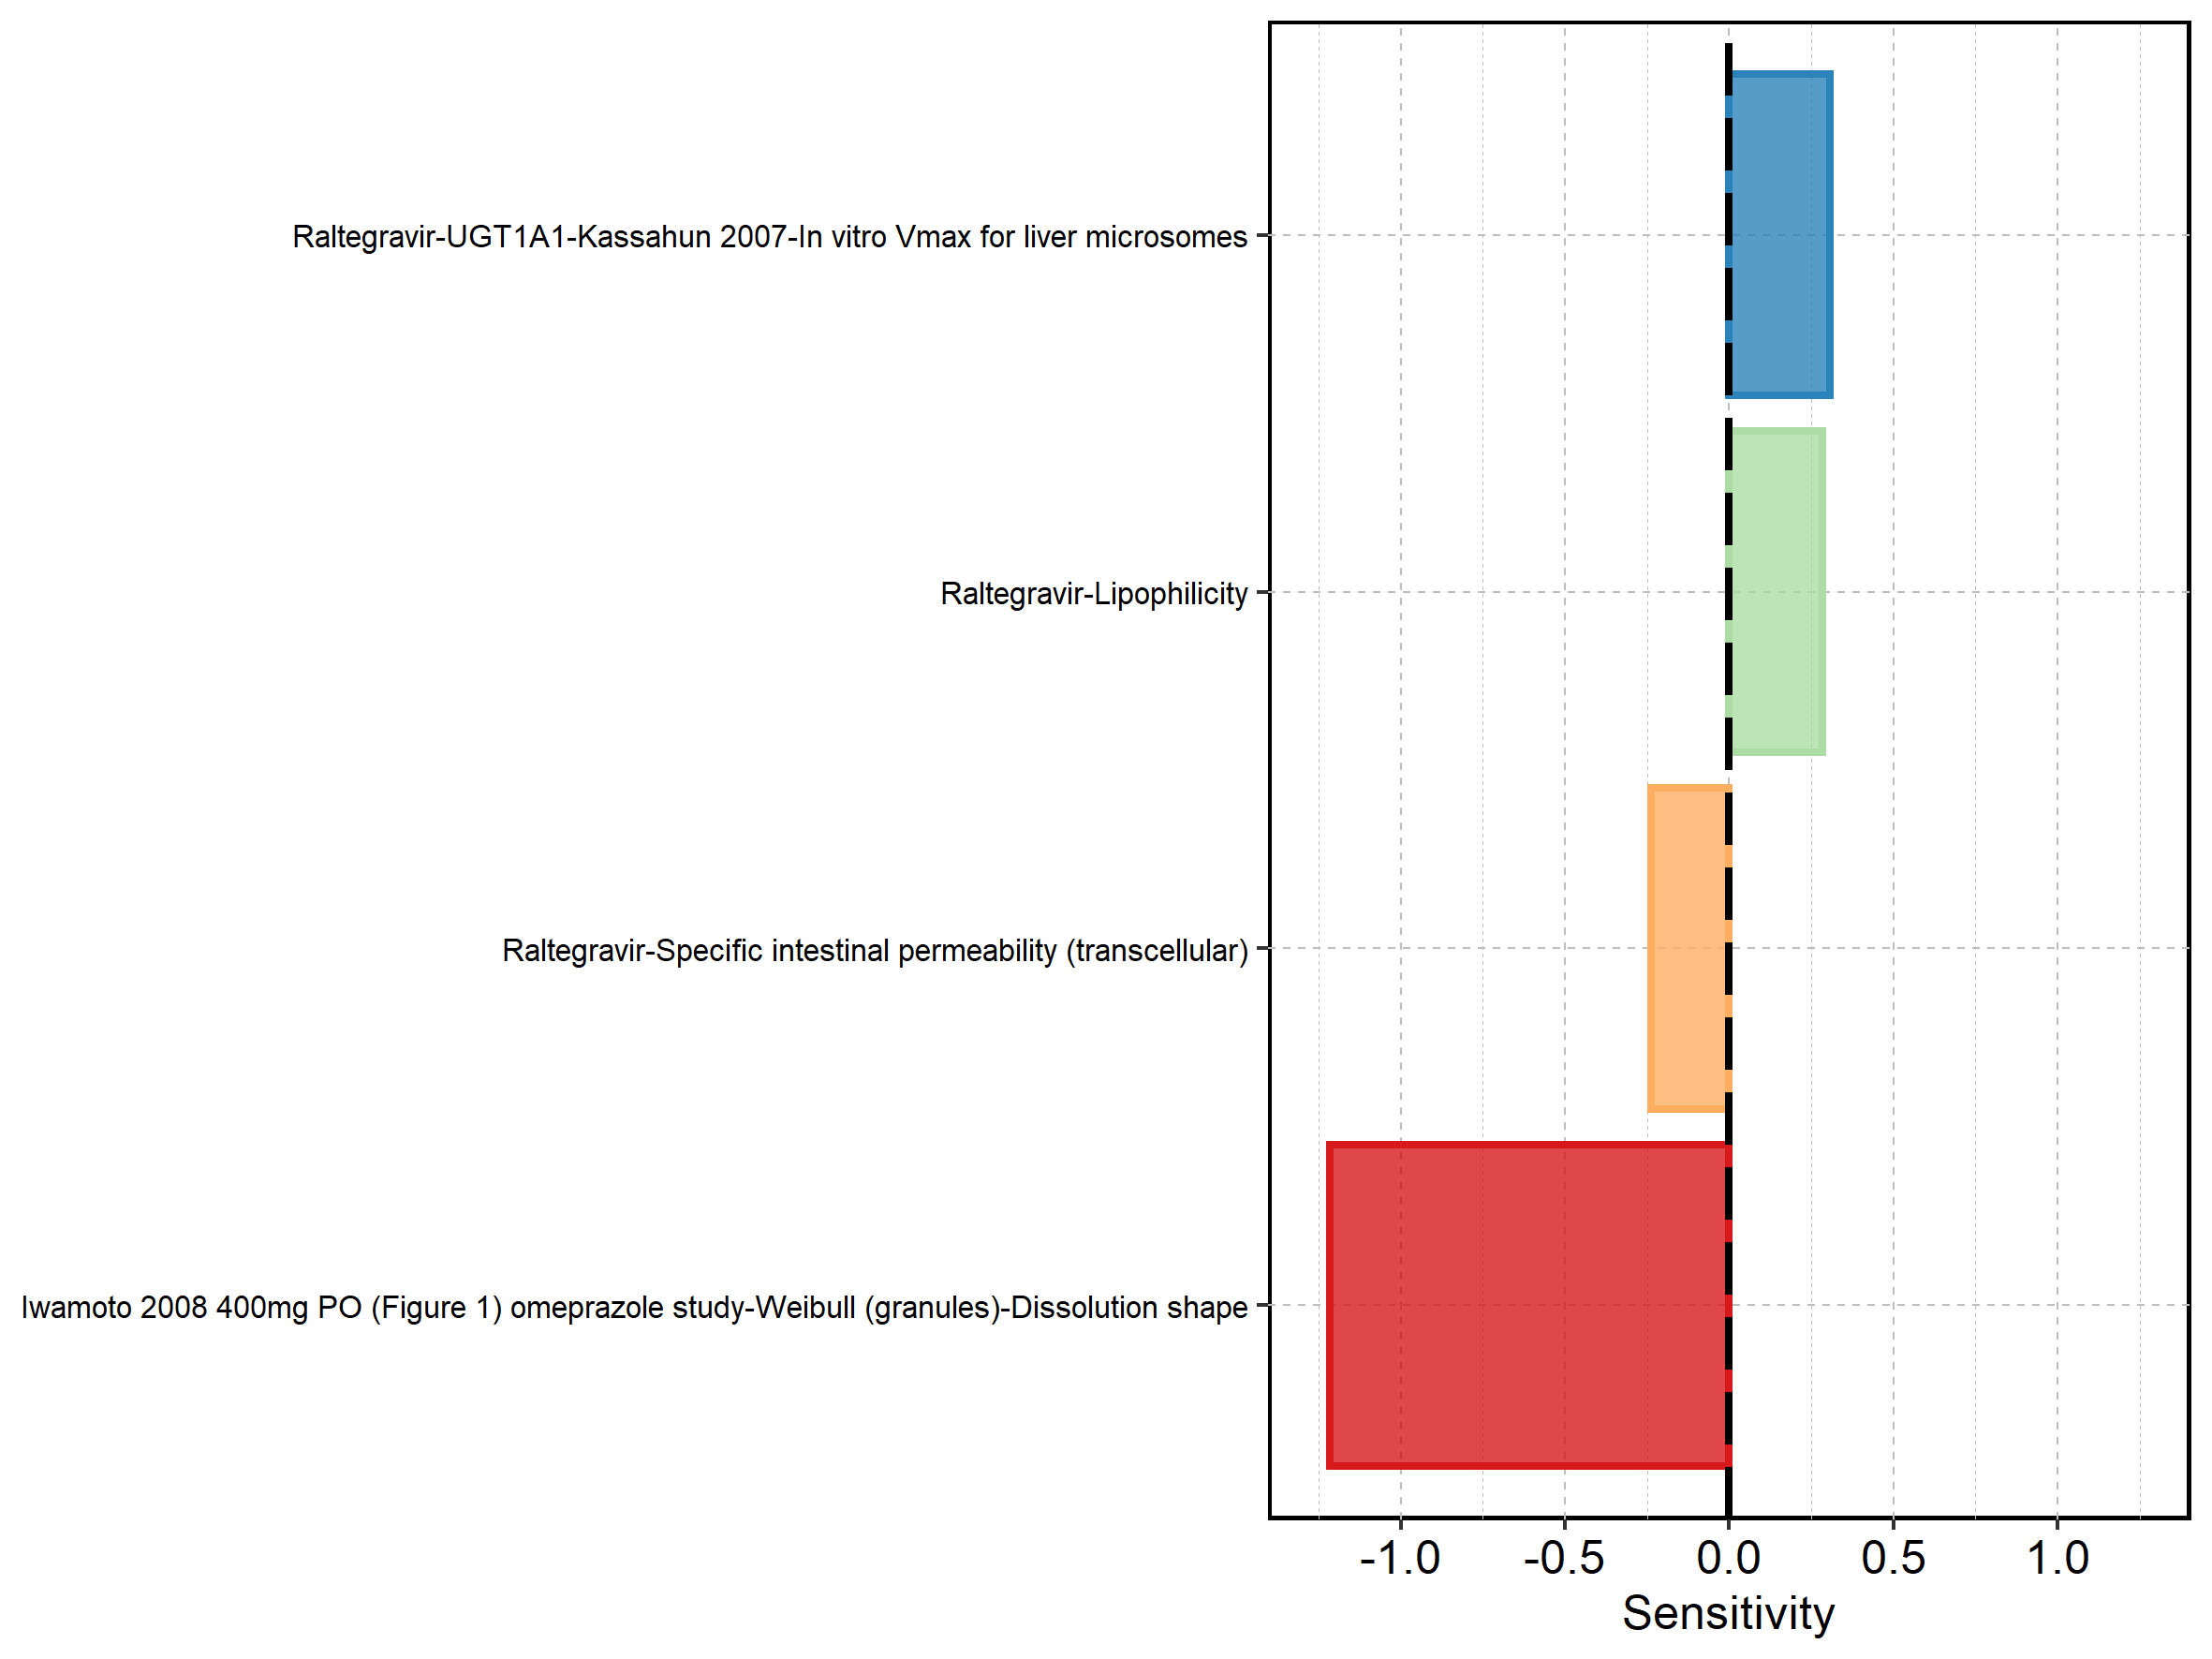 Raltegravir-UGT1A1-Kassahun 2007-In vitro Vmax for liver microsomes
Raltegravir-Lipophilicity
Raltegravir-Specific intestinal permeability (transcellular)
Iwamoto 2008 400mg PO (Figure 1) omeprazole study-Weibull (granules)-Dissolution shape
-1.0 -0.5 0.0 0.5 1.0
Sensitivity